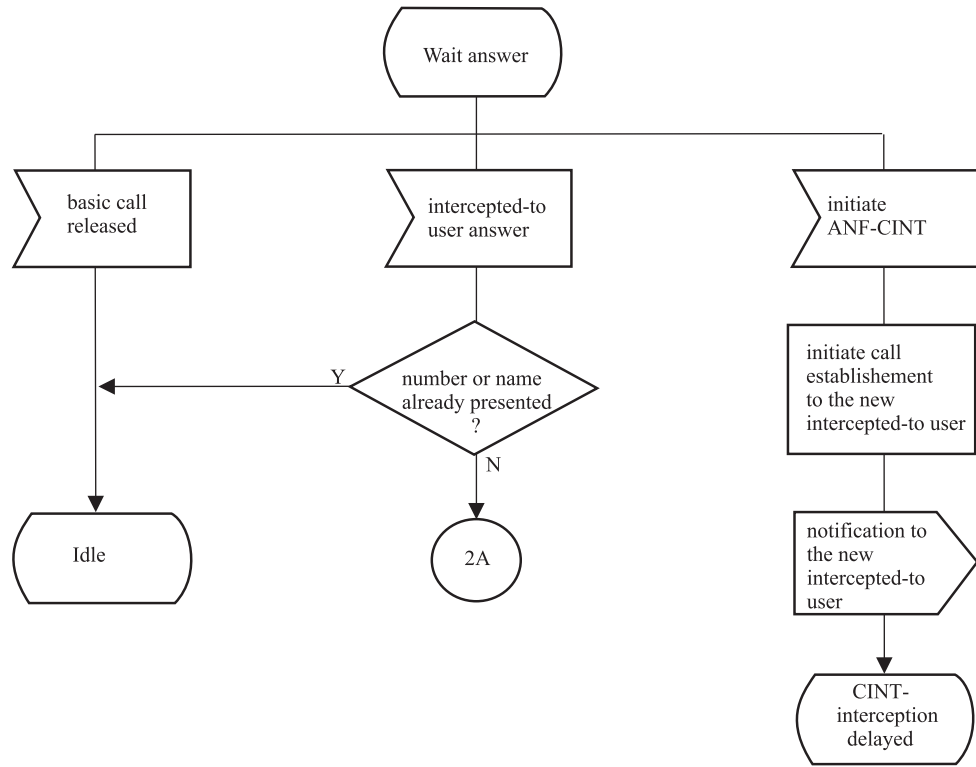 Wait answer
basic call
released
intercepted-to
user answer
initiate
ANF-CINT
Y
number or name
already presented
?
N
initiate call
establishement
to the new
intercepted-to user
Idle
2A
notification to
the new
intercepted-to
user
CINT-
interception
delayed